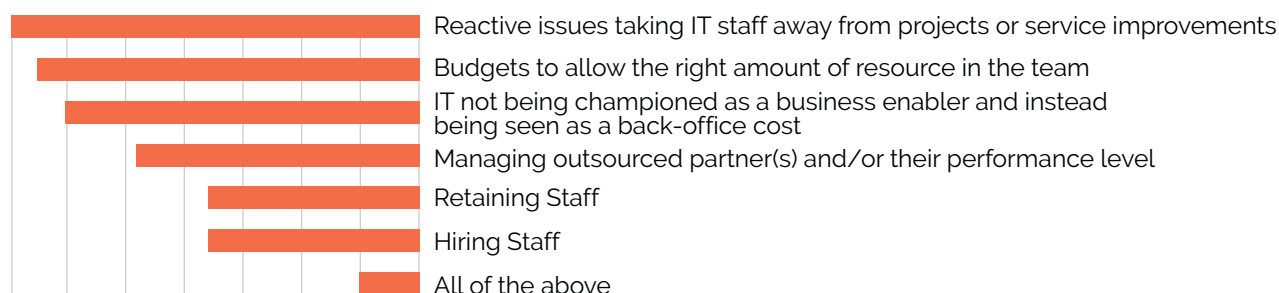 Reactive issues taking IT staff away from projects or service improvements
Budgets to allow the right amount of resource in the team
IT not being championed as a business enabler and instead
being seen as a back-office cost
Managing outsourced partner(s) and/or their performance level
Retaining Staff
Hiring Staff
All of the above